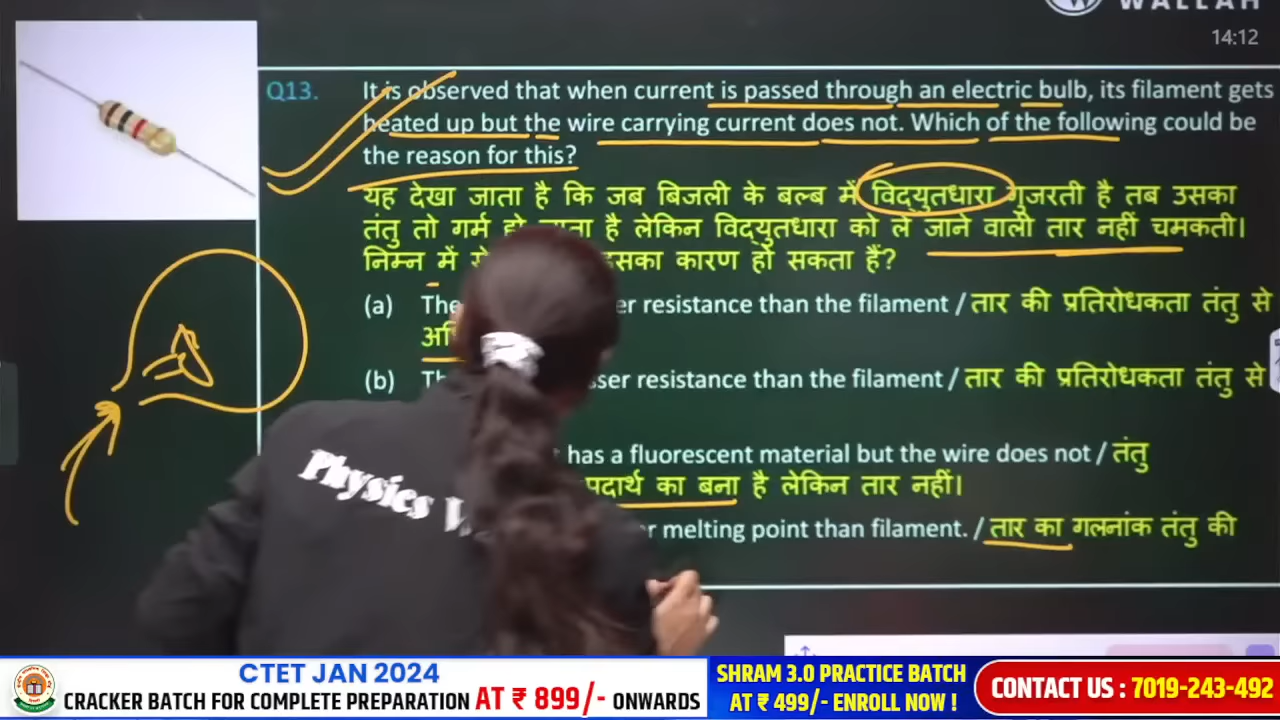 WALLAH
14:12
Q13. It is observed that when current is passed through an electric bulb, its filament gets
heated up but the wire carrying current does not. Which of the following could be
the reason for this?
यह देखा जाता है कि जब बिजली के बल्ब में विद्युतधारा गुजरती है तब उसका
तंतु तो गर्म हो जाता है लेकिन विद्युतधारा को ले जाने वाली तार नहीं चमकती।
निम्न में इसका कारण हो सकता हैं?
(a) The resistance than the filament / तार की प्रतिरोधकता तंतु से
(b) resistance than the filament / तार की प्रतिरोधकता तंतु से
has a fluorescent material but the wire does not / तंतु
पदार्थ का बना है लेकिन तार नहीं।
melting point than filament. / तार का गलनांक तंतु की
Physics
CTET JAN 2024
CRACKER BATCH FOR COMPLETE PREPARATION AT ₹ 899/- ONWARDS
SHRAM 3.0 PRACTICE BATCH
AT ₹ 499/- ENROLL NOW !
CONTACT US : 7019-243-492